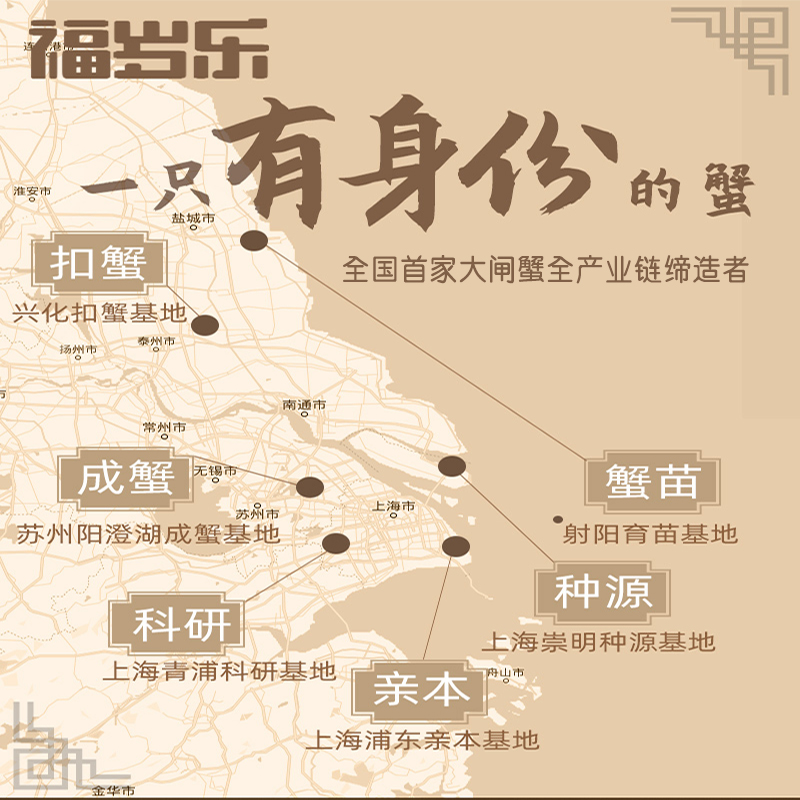 福岁乐
一只有身份的蟹
全国首家大闸蟹全产业链缔造者
淮安市
盐城市
扣蟹
兴化扣蟹基地
扬州市
泰州市
南通市
常州市
成蟹
无锡市
苏州市
上海市
苏州阳澄湖成蟹基地
蟹苗
射阳育苗基地
种源
上海崇明种源基地
科研
上海青浦科研基地
亲本
舟山市
上海浦东亲本基地
金华市